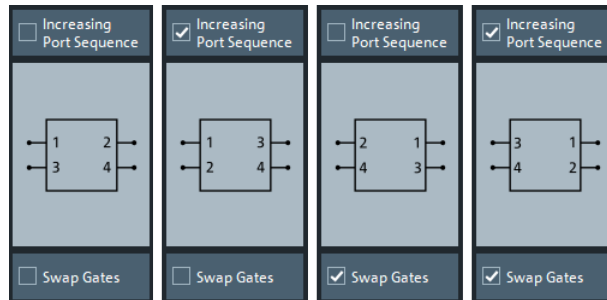 Increasing
Port Sequence
1 2
3 4
Swap Gates
Increasing
Port Sequence
1 3
2 4
Swap Gates
Increasing
Port Sequence
2 1
4 3
Swap Gates
Increasing
Port Sequence
3 1
4 2
Swap Gates